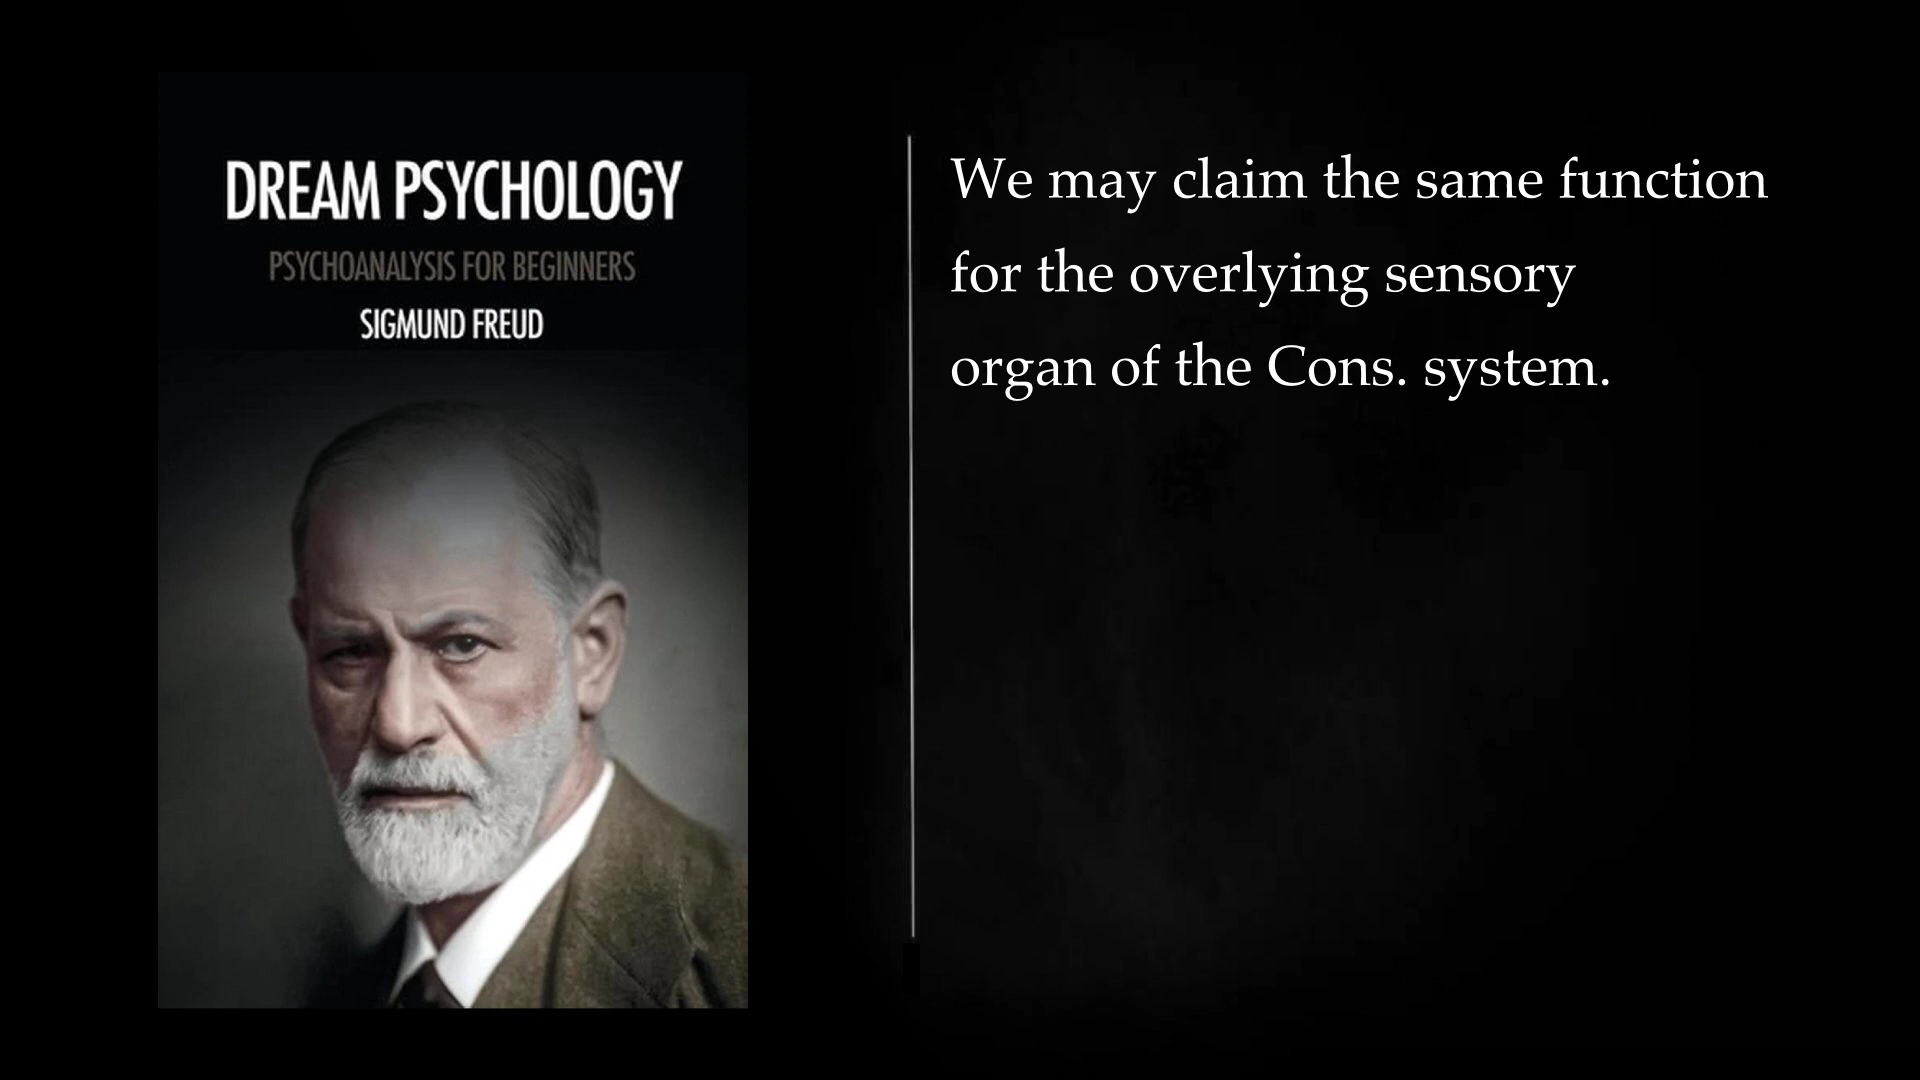 DREAM PSYCHOLOGY
PSYCHOANALYSIS FOR BEGINNERS
SIGMUND FREUD
We may claim the same function
for the overlying sensory
organ of the Cons. system.